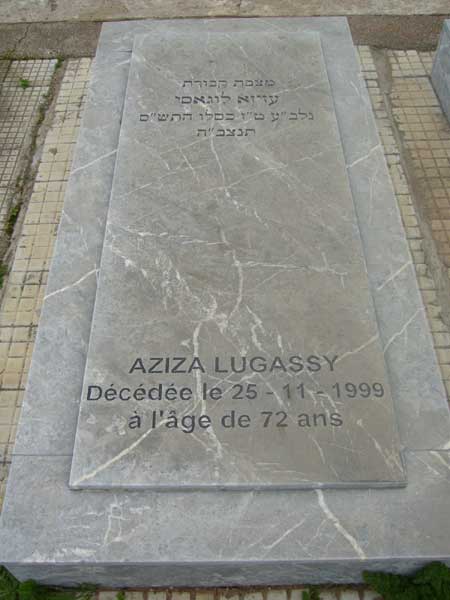 מצבת קבורת
עזיזא לוגאסי
נלב"ע ט"ז כסלו התש"ס
תנצב"ה
AZIZA LUGASSY
Décédée le 25 - 11 - 1999
à l'âge de 72 ans